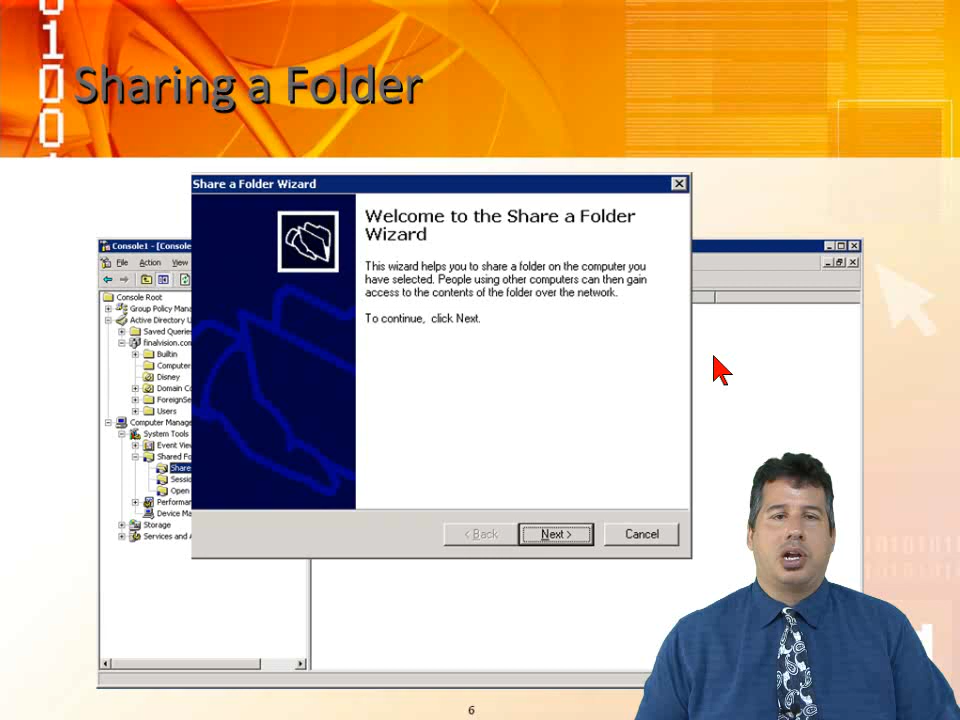 Sharing a Folder
Share a Folder Wizard
Welcome to the Share a Folder
Wizard
This wizard helps you to share a folder on the computer you
have selected. People using other computers can then gain
access to the contents of the folder over the network.
To continue, click Next.
< Back
Next >
Cancel
Console1 - [Console
File Action View
Console Root
Group Policy Mana
Active Directory U
Saved Queries
finalvision.com
Builtin
Computer
Disney
Domain Co
ForeignSe
Users
Computer Manage
System Tools
Event View
Shared Fo
Share
Sessi
Open
Performa
Device Ma
Storage
Services and A
6